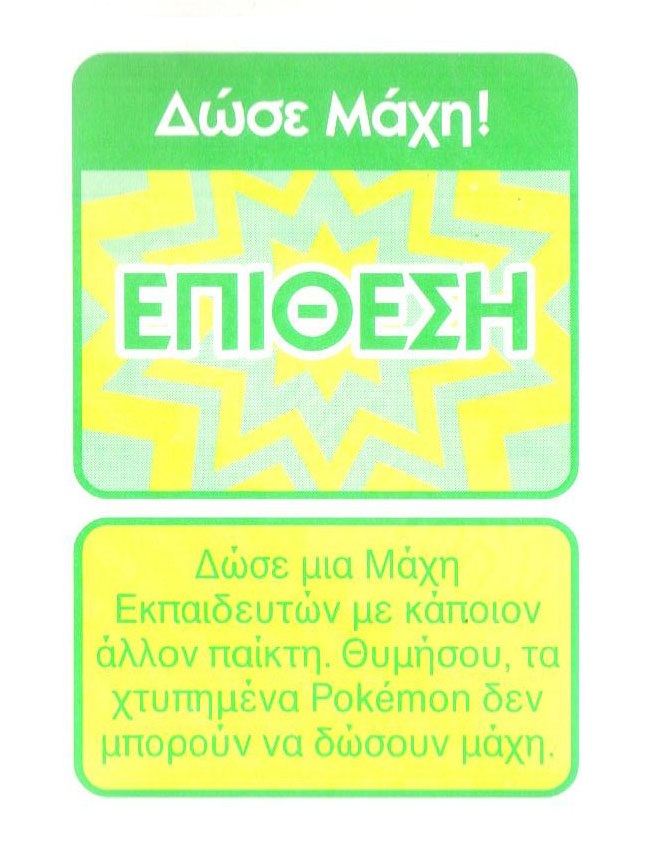 Δώσε Μάχη!
ΕΠΙΘΕΣΗ
Δώσε μια Μάχη
Εκπαιδευτών με κάποιον
άλλον παίκτη. Θυμήσου, τα
χτυπημένα Pokémon δεν
μπορούν να δώσουν μάχη.